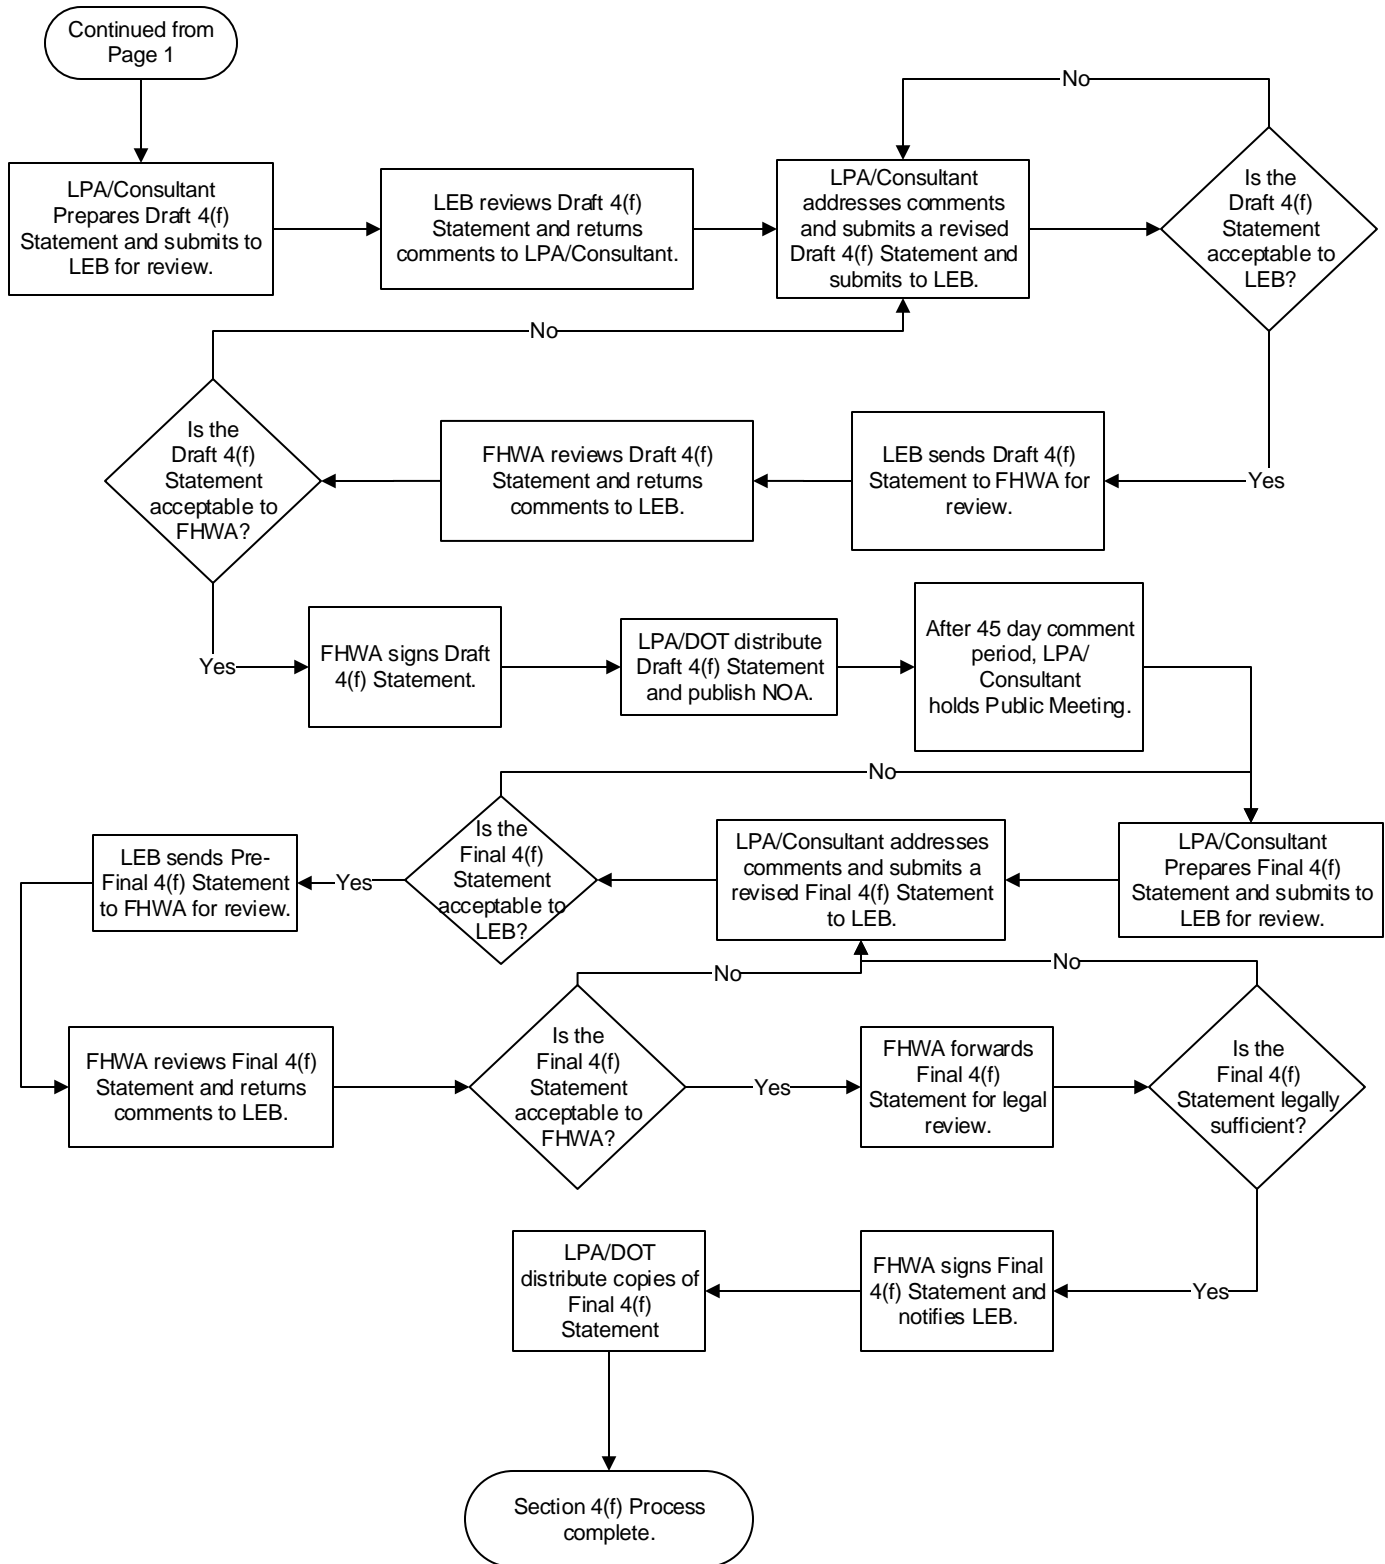 Continued from
Page 1
No
LPA/Consultant
Prepares Draft 4(f)
Statement and submits to
LEB for review.
LEB reviews Draft 4(f)
Statement and returns
comments to LPA/Consultant.
LPA/Consultant
addresses comments
and submits a revised
Draft 4(f) Statement and
submits to LEB.
Is the
Draft 4(f)
Statement
acceptable to
LEB?
No
Is the
Draft 4(f)
Statement
acceptable to
FHWA?
FHWA reviews Draft 4(f)
Statement and returns
comments to LEB.
LEB sends Draft 4(f)
Statement to FHWA for
review.
Yes
Yes
FHWA signs Draft
4(f) Statement.
LPA/DOT distribute
Draft 4(f) Statement
and publish NOA.
After 45 day comment
period, LPA/
Consultant
holds Public Meeting.
No
LEB sends Pre-
Final 4(f) Statement
to FHWA for review.
Yes
Is the
Final 4(f)
Statement
acceptable to
LEB?
LPA/Consultant addresses
comments and submits a
revised Final 4(f) Statement
to LEB.
LPA/Consultant
Prepares Final 4(f)
Statement and submits to
LEB for review.
No
No
FHWA reviews Final 4(f)
Statement and returns
comments to LEB.
Is the
Final 4(f)
Statement
acceptable to
FHWA?
Yes
FHWA forwards
Final 4(f)
Statement for legal
review.
Is the
Final 4(f)
Statement legally
sufficient?
LPA/DOT
distribute copies of
Final 4(f)
Statement
FHWA signs Final
4(f) Statement and
notifies LEB.
Yes
Section 4(f) Process
complete.